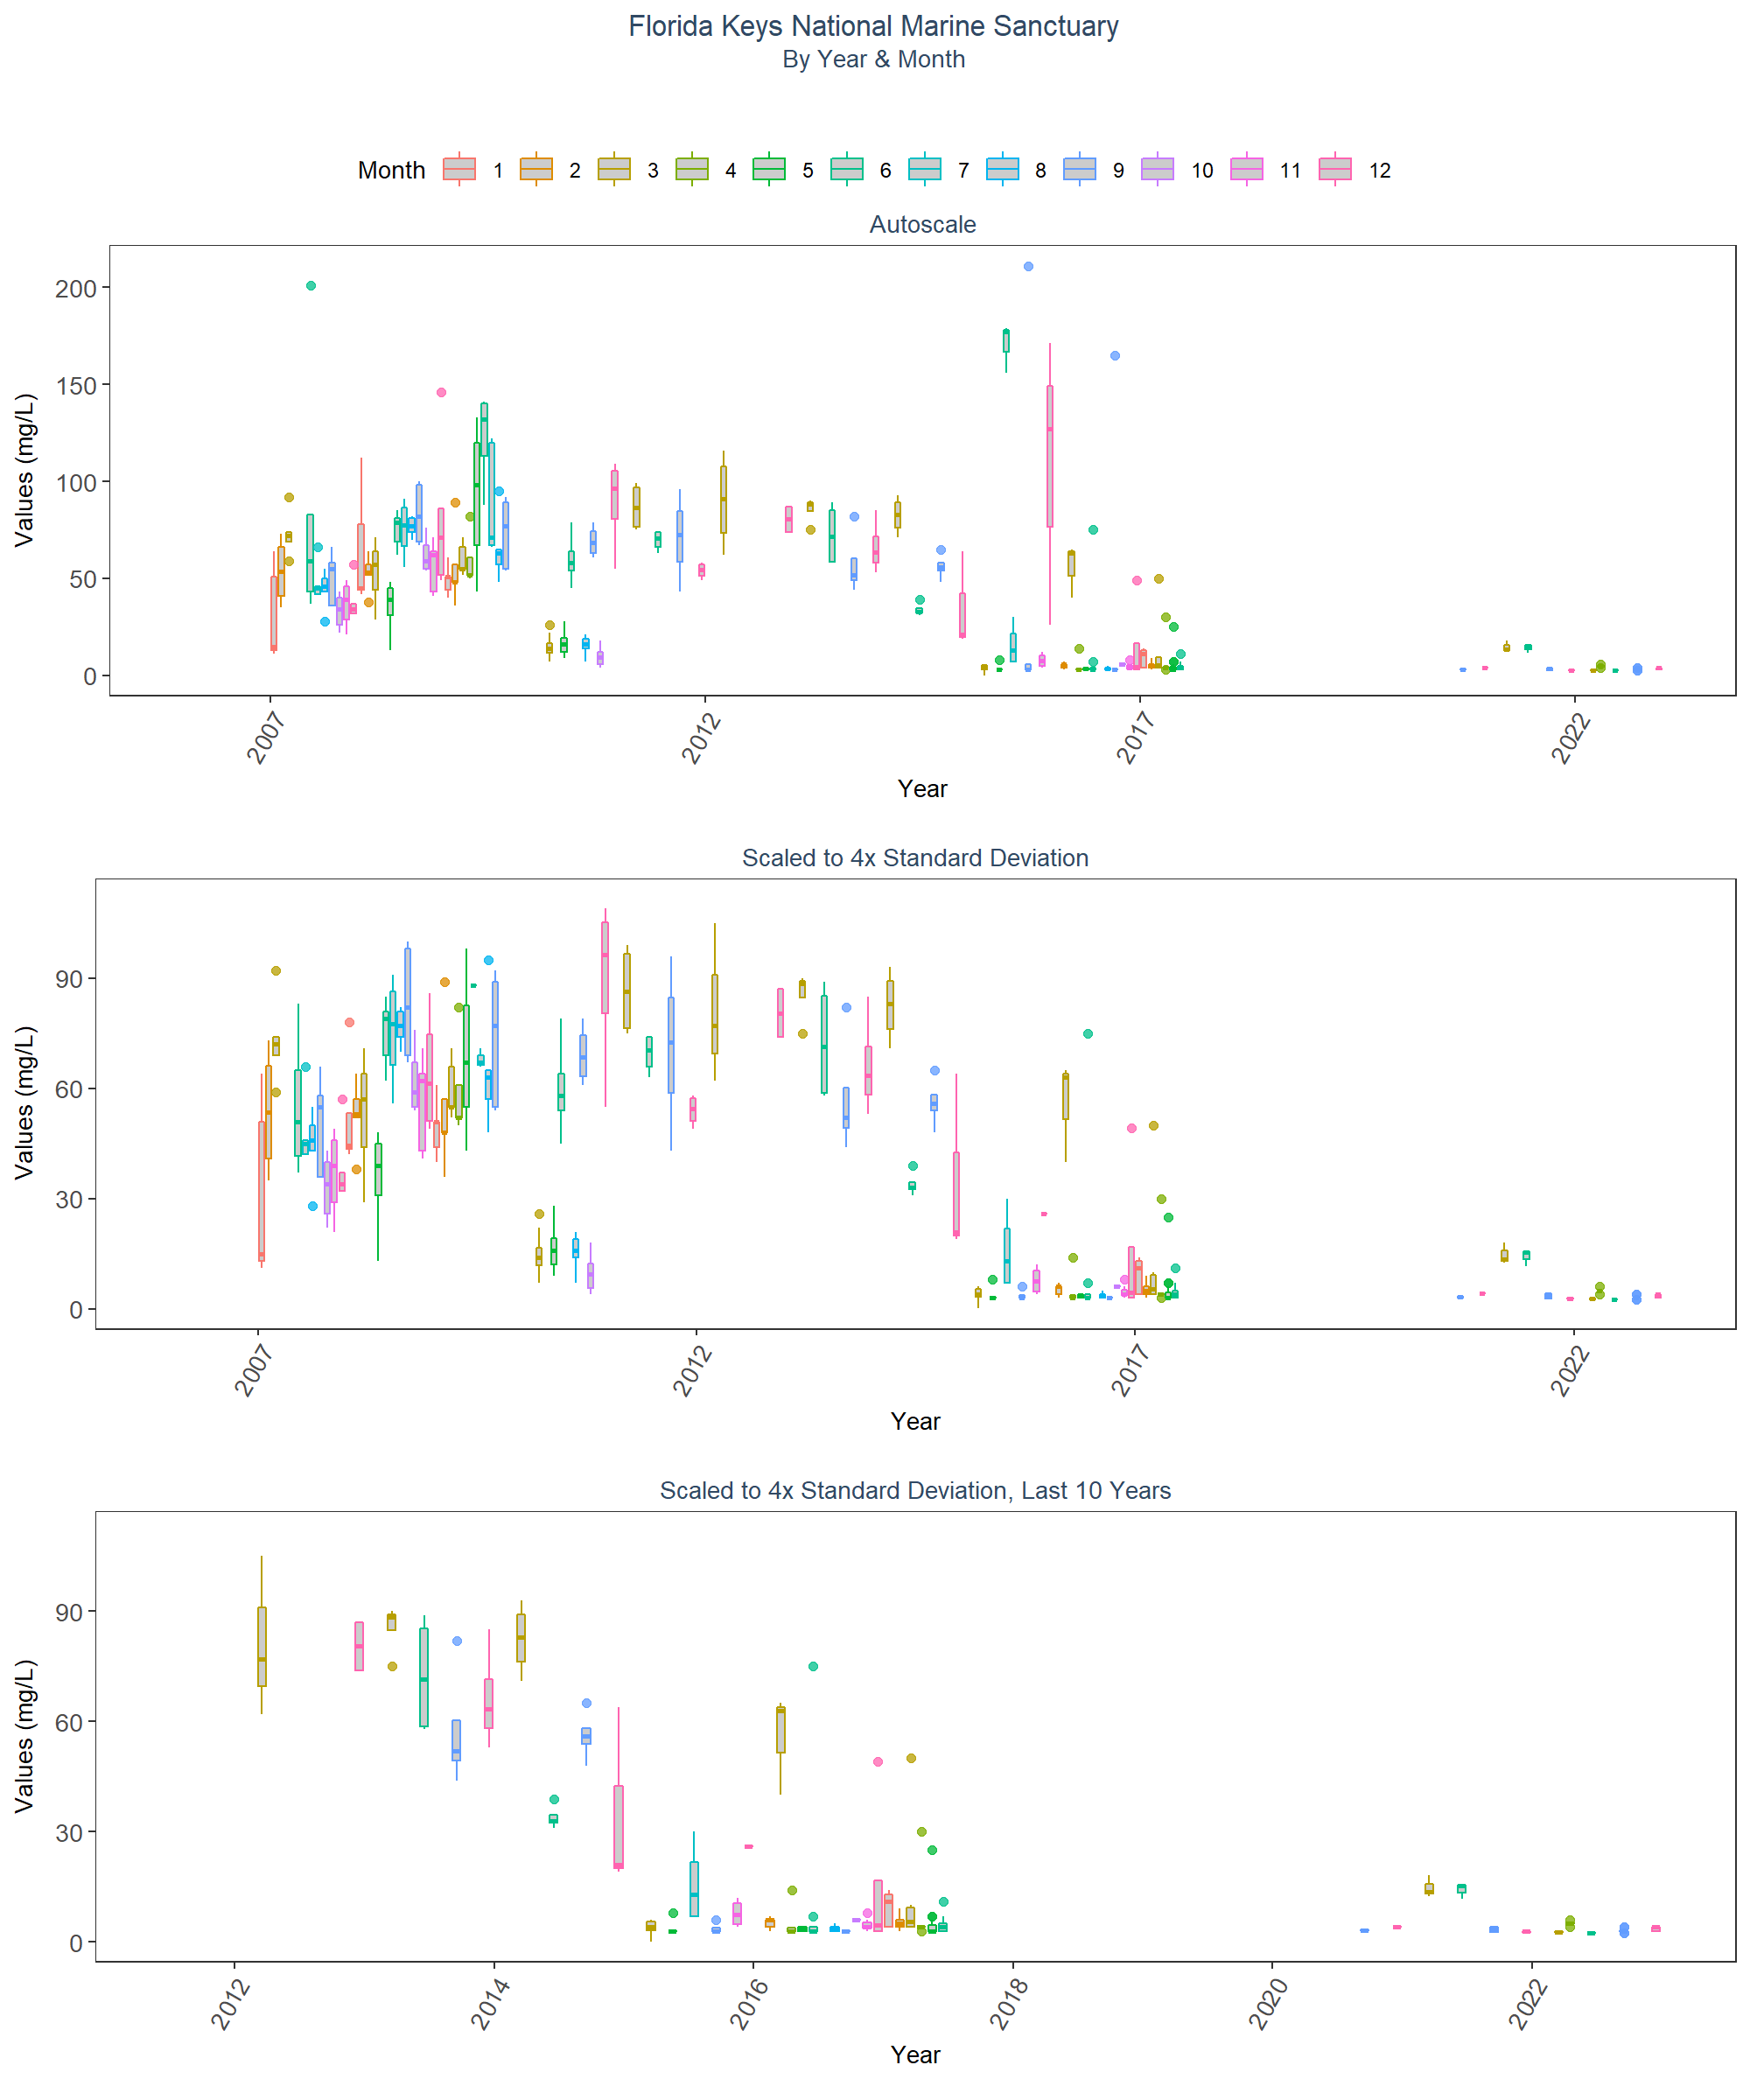 Florida Keys National Marine Sanctuary
By Year & Month
Month 1 2 3 4 5 6 7 8 9 10 11 12
Autoscale
Values (mg/L)
200
150
100
50
0
2007 2012 2017 2022
Year
Scaled to 4x Standard Deviation
Values (mg/L)
90
60
30
0
2007 2012 2017 2022
Year
Scaled to 4x Standard Deviation, Last 10 Years
Values (mg/L)
90
60
30
0
2012 2014 2016 2018 2020 2022
Year